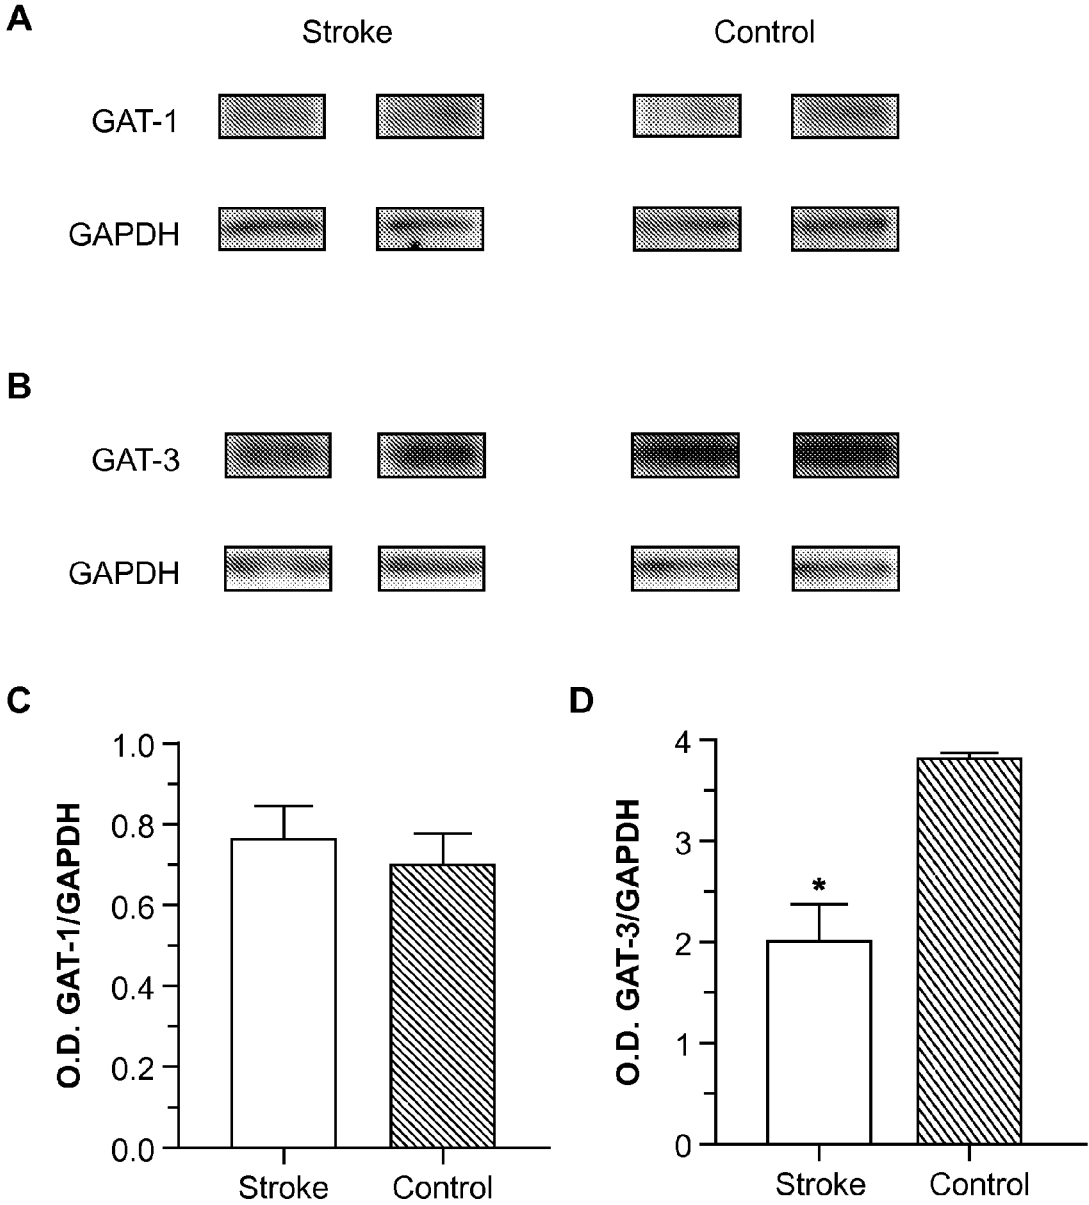 A
Stroke Control
GAT-1
GAPDH
B
GAT-3
GAPDH
C
O.D. GAT-1/GAPDH
1.0
0.8
0.6
0.4
0.2
0.0
Stroke Control
D
O.D. GAT-3/GAPDH
4
3
2
1
0
*
Stroke Control